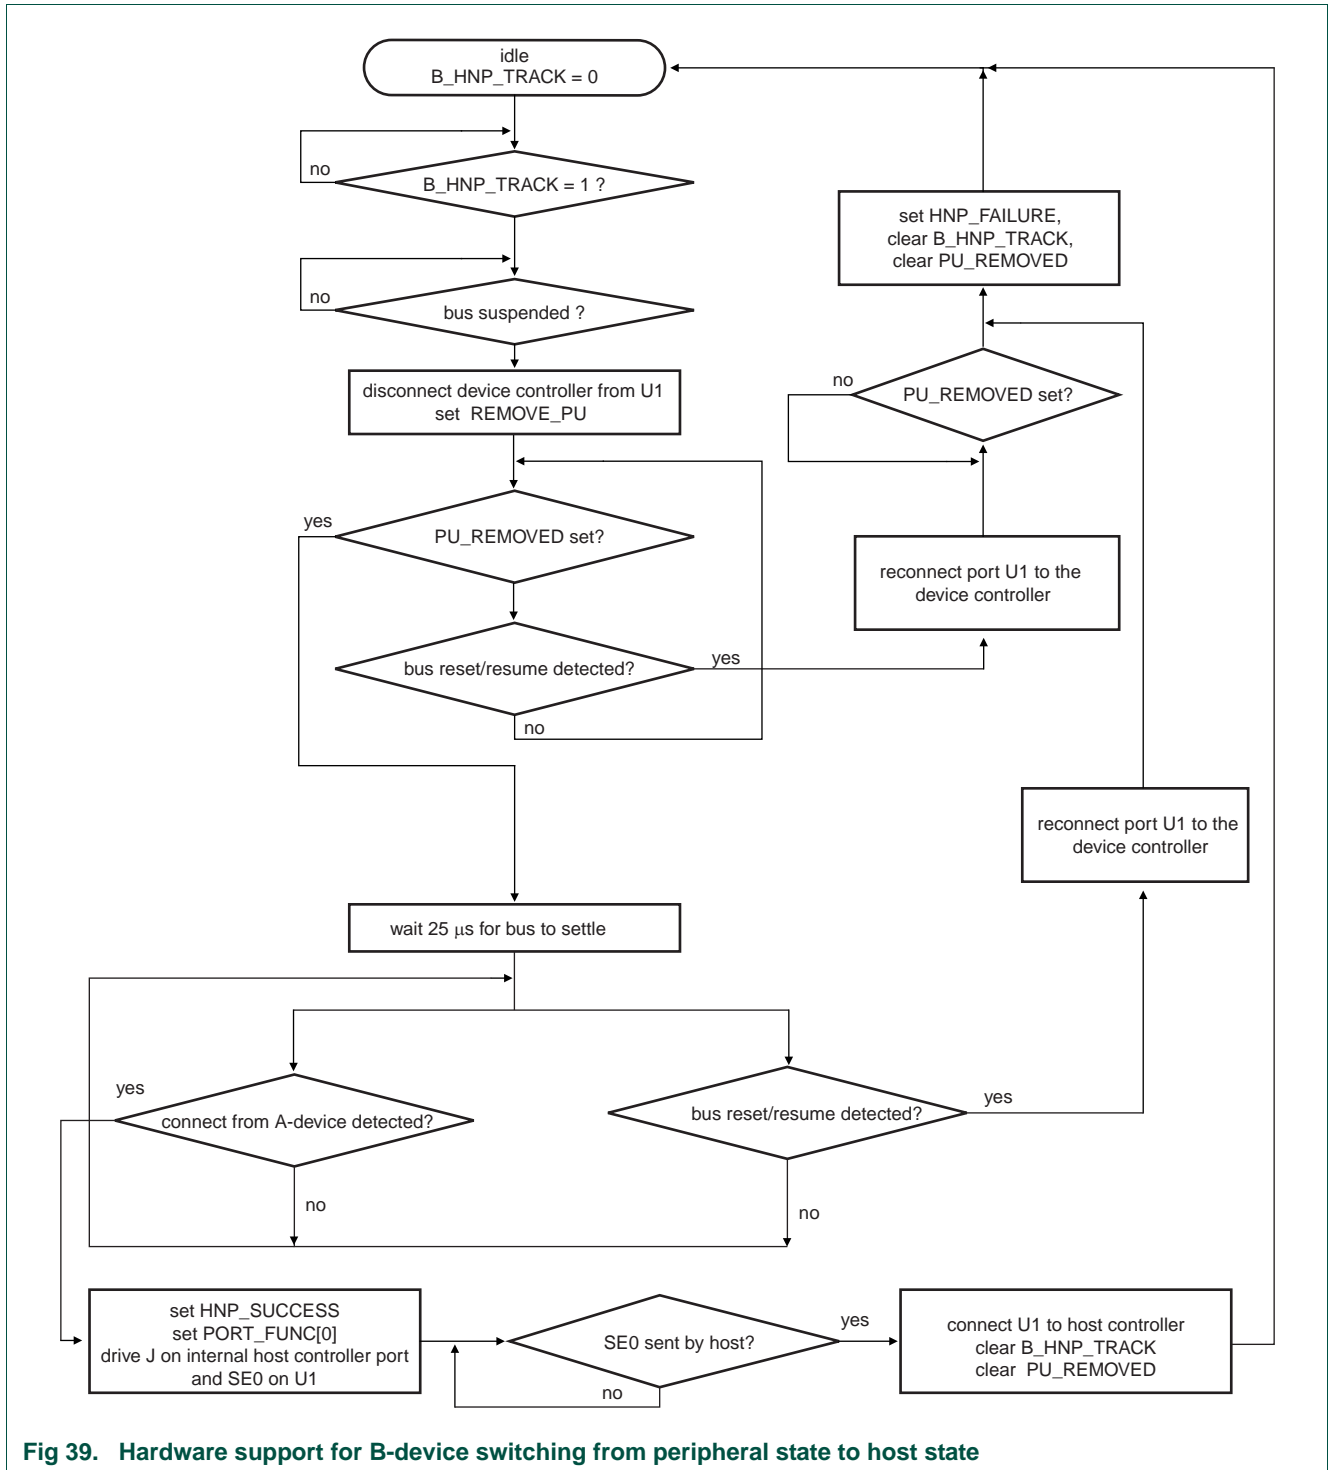 idle
B_HNP_TRACK = 0
no
B_HNP_TRACK = 1 ?
no
bus suspended ?
disconnect device controller from U1
set REMOVE_PU
yes
PU_REMOVED set?
bus reset/resume detected?
yes
no
set HNP_FAILURE,
clear B_HNP_TRACK,
clear PU_REMOVED
no
PU_REMOVED set?
reconnect port U1 to the
device controller
reconnect port U1 to the
device controller
wait 25 μs for bus to settle
yes
connect from A-device detected?
no
bus reset/resume detected?
yes
no
set HNP_SUCCESS
set PORT_FUNC[0]
drive J on internal host controller port
and SE0 on U1
SE0 sent by host?
no
yes
connect U1 to host controller
clear B_HNP_TRACK
clear PU_REMOVED
Fig 39. Hardware support for B-device switching from peripheral state to host state